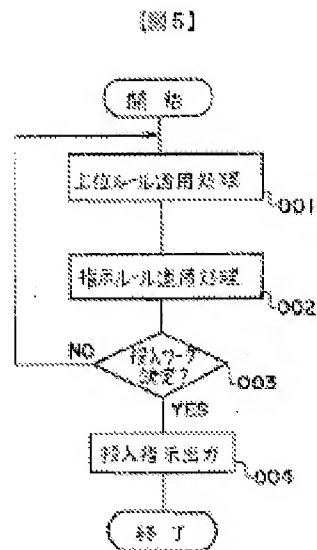 【図5】
開始
上位ルール適用処理
001
指示ルール適用処理
002
NO
投入ワーク
決定?
003
YES
投入指示出力
004
終了